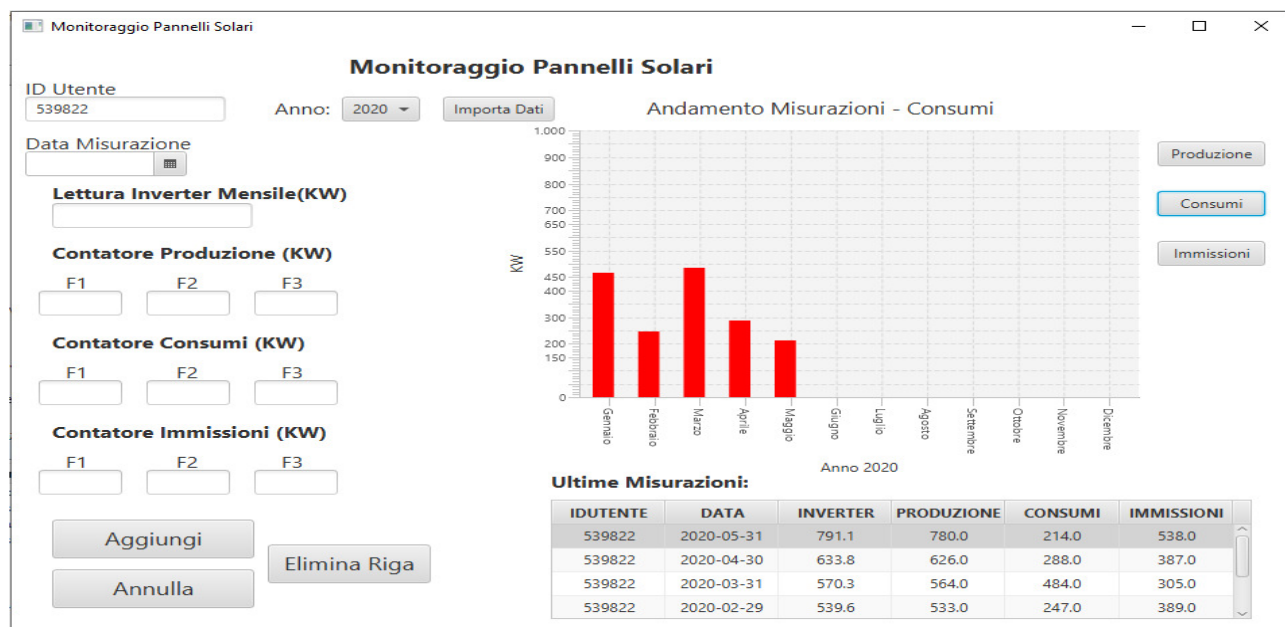 Monitoraggio Pannelli Solari
Monitoraggio Pannelli Solari
ID Utente
539822
Anno: 2020 Importa Dati
Data Misurazione
Lettura Inverter Mensile(KW)
Contatore Produzione (KW)
F1 F2 F3
Contatore Consumi (KW)
F1 F2 F3
Contatore Immissioni (KW)
F1 F2 F3
Aggiungi
Annulla
Elimina Riga
Andamento Misurazioni - Consumi
KW
1.000
900
800
700
650
550
450
400
300
200
150
0
Gennaio
Febbraio
Marzo
Aprile
Maggio
Giugno
Luglio
Agosto
Settembre
Ottobre
Novembre
Dicembre
Anno 2020
Produzione
Consumi
Immissioni
Ultime Misurazioni:
IDUTENTE DATA INVERTER PRODUZIONE CONSUMI IMMISSIONI
539822 2020-05-31 791.1 780.0 214.0 538.0
539822 2020-04-30 633.8 626.0 288.0 387.0
539822 2020-03-31 570.3 564.0 484.0 305.0
539822 2020-02-29 539.6 533.0 247.0 389.0